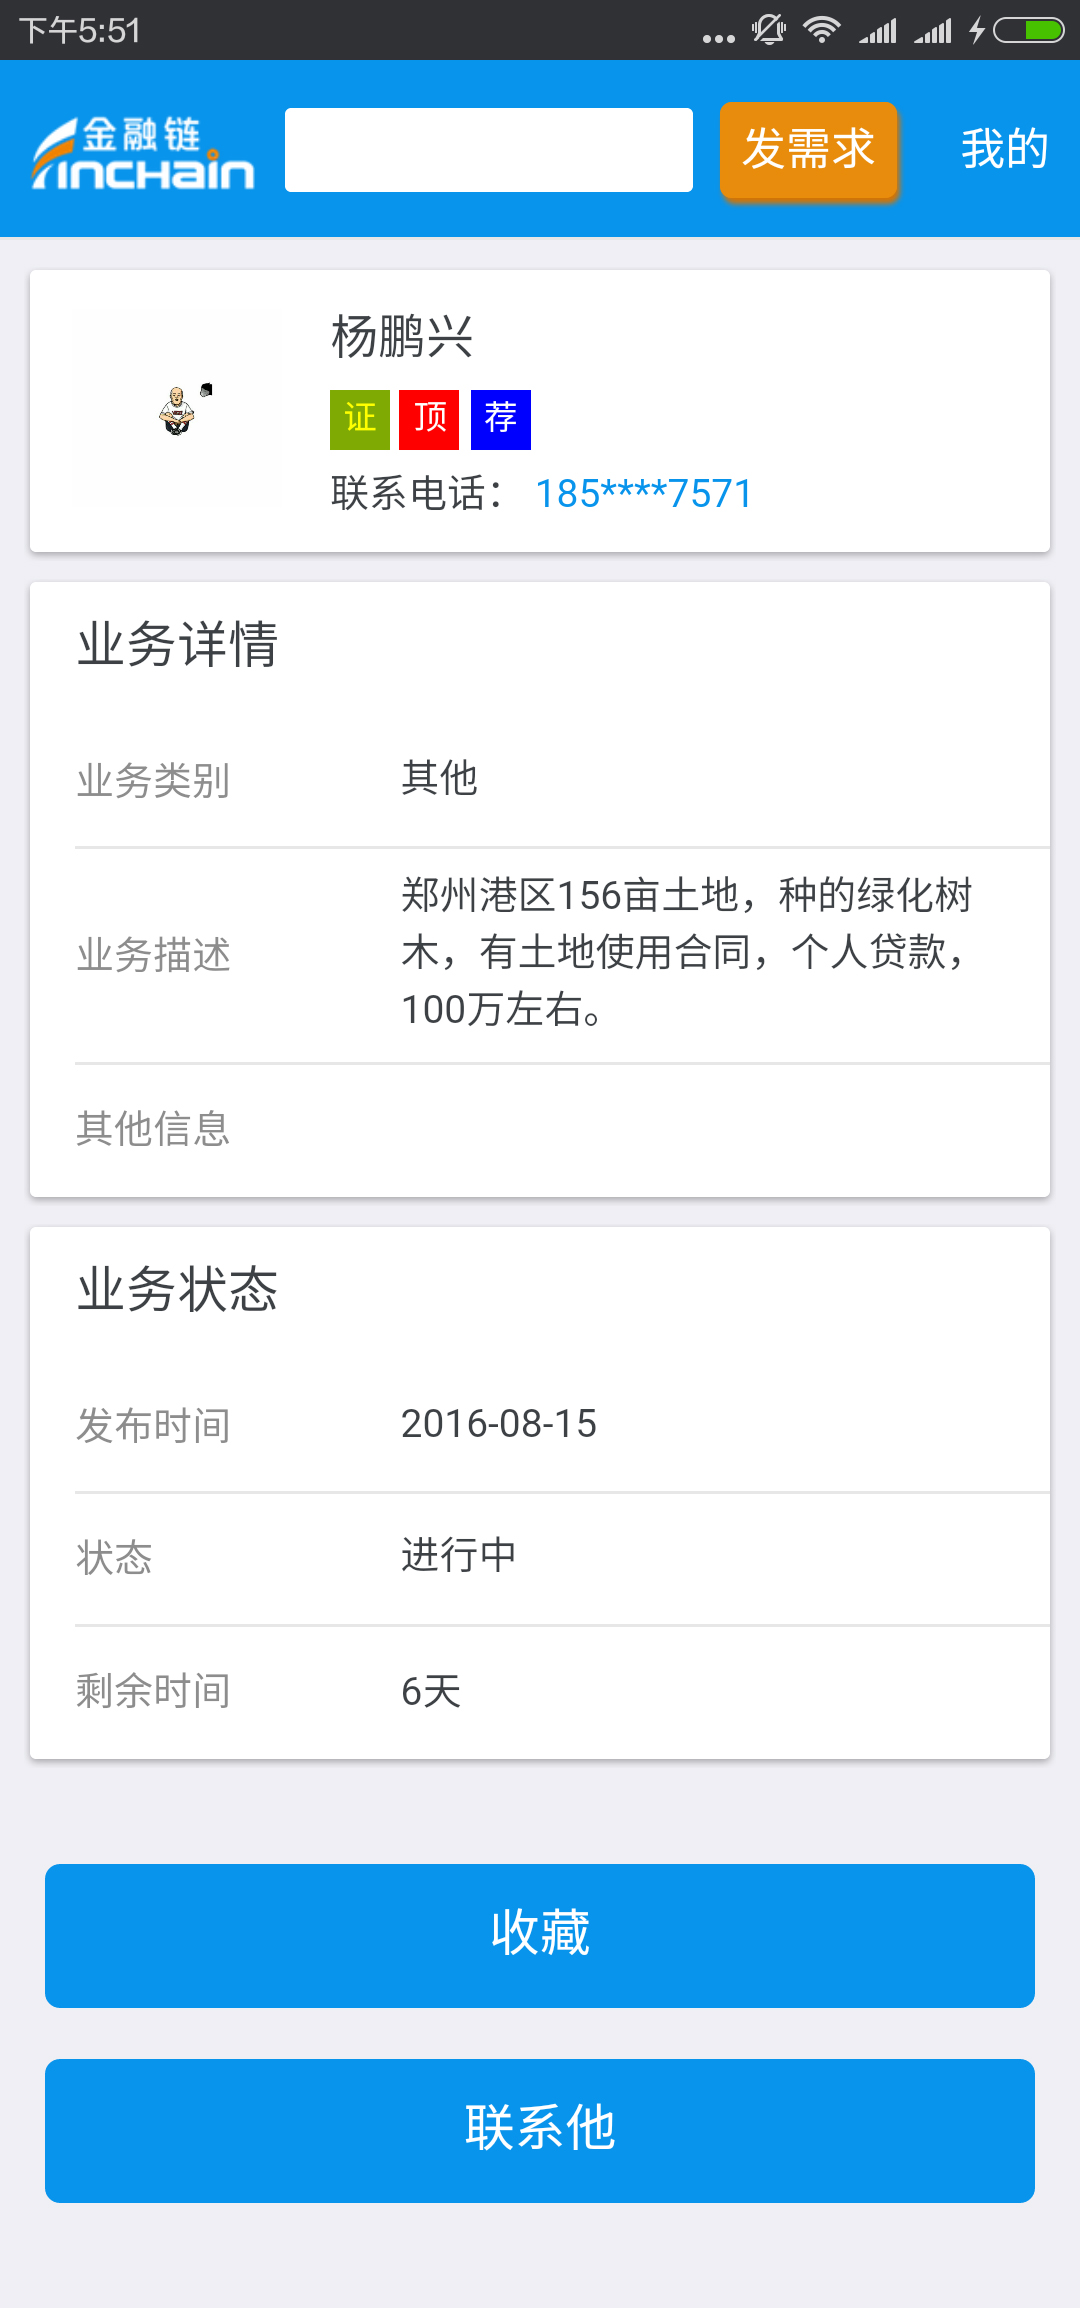 下午5:51
金融链
Finchain
发需求
我的
杨鹏兴
证 顶 荐
联系电话： 185****7571
业务详情
业务类别 其他
业务描述 郑州港区156亩土地，种的绿化树
木，有土地使用合同，个人贷款，
100万左右。
其他信息
业务状态
发布时间 2016-08-15
状态 进行中
剩余时间 6天
收藏
联系他